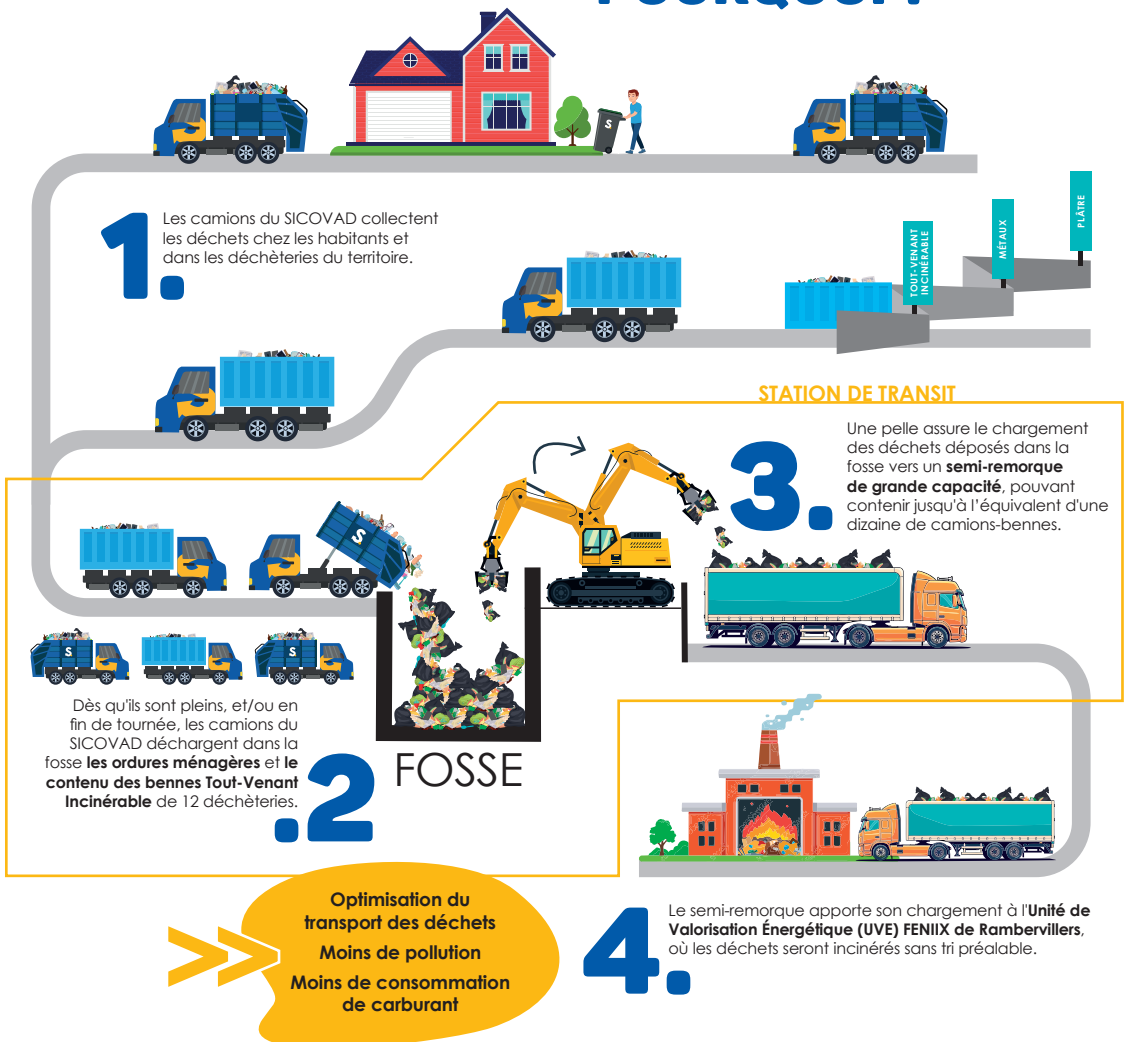 POURQUOI ?
S
1.
Les camions du SICOVAD collectent
les déchets chez les habitants et
dans les déchèteries du territoire.
TOUT-VENANT
INCINÉRABLE
MÉTAUX
PLÂTRE
STATION DE TRANSIT
3.
Une pelle assure le chargement
des déchets déposés dans la
fosse vers un semi-remorque
de grande capacité, pouvant
contenir jusqu'à l'équivalent d'une
dizaine de camions-bennes.
S
S
S
Dès qu'ils sont pleins, et/ou en
fin de tournée, les camions du
SICOVAD déchargent dans la
fosse les ordures ménagères et le
contenu des bennes Tout-Venant
Incinérable de 12 déchèteries.
.2
FOSSE
Optimisation du
transport des déchets
Moins de pollution
Moins de consommation
de carburant
4.
Le semi-remorque apporte son chargement à l'Unité de
Valorisation Énergétique (UVE) FENIIX de Rambervillers,
où les déchets seront incinérés sans tri préalable.